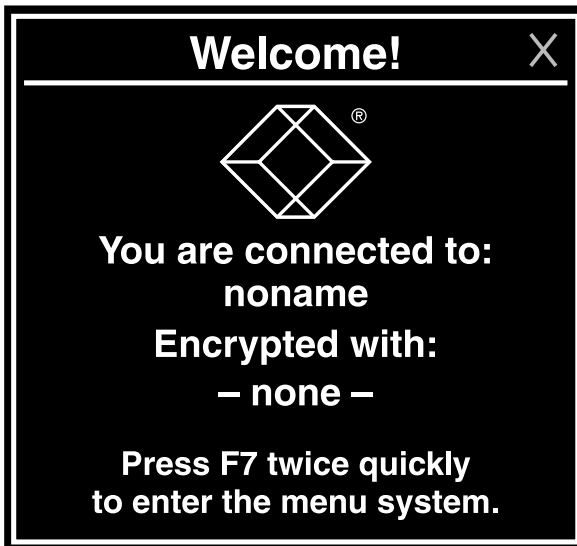 Welcome! X
®
You are connected to:
noname
Encrypted with:
– none –
Press F7 twice quickly
to enter the menu system.